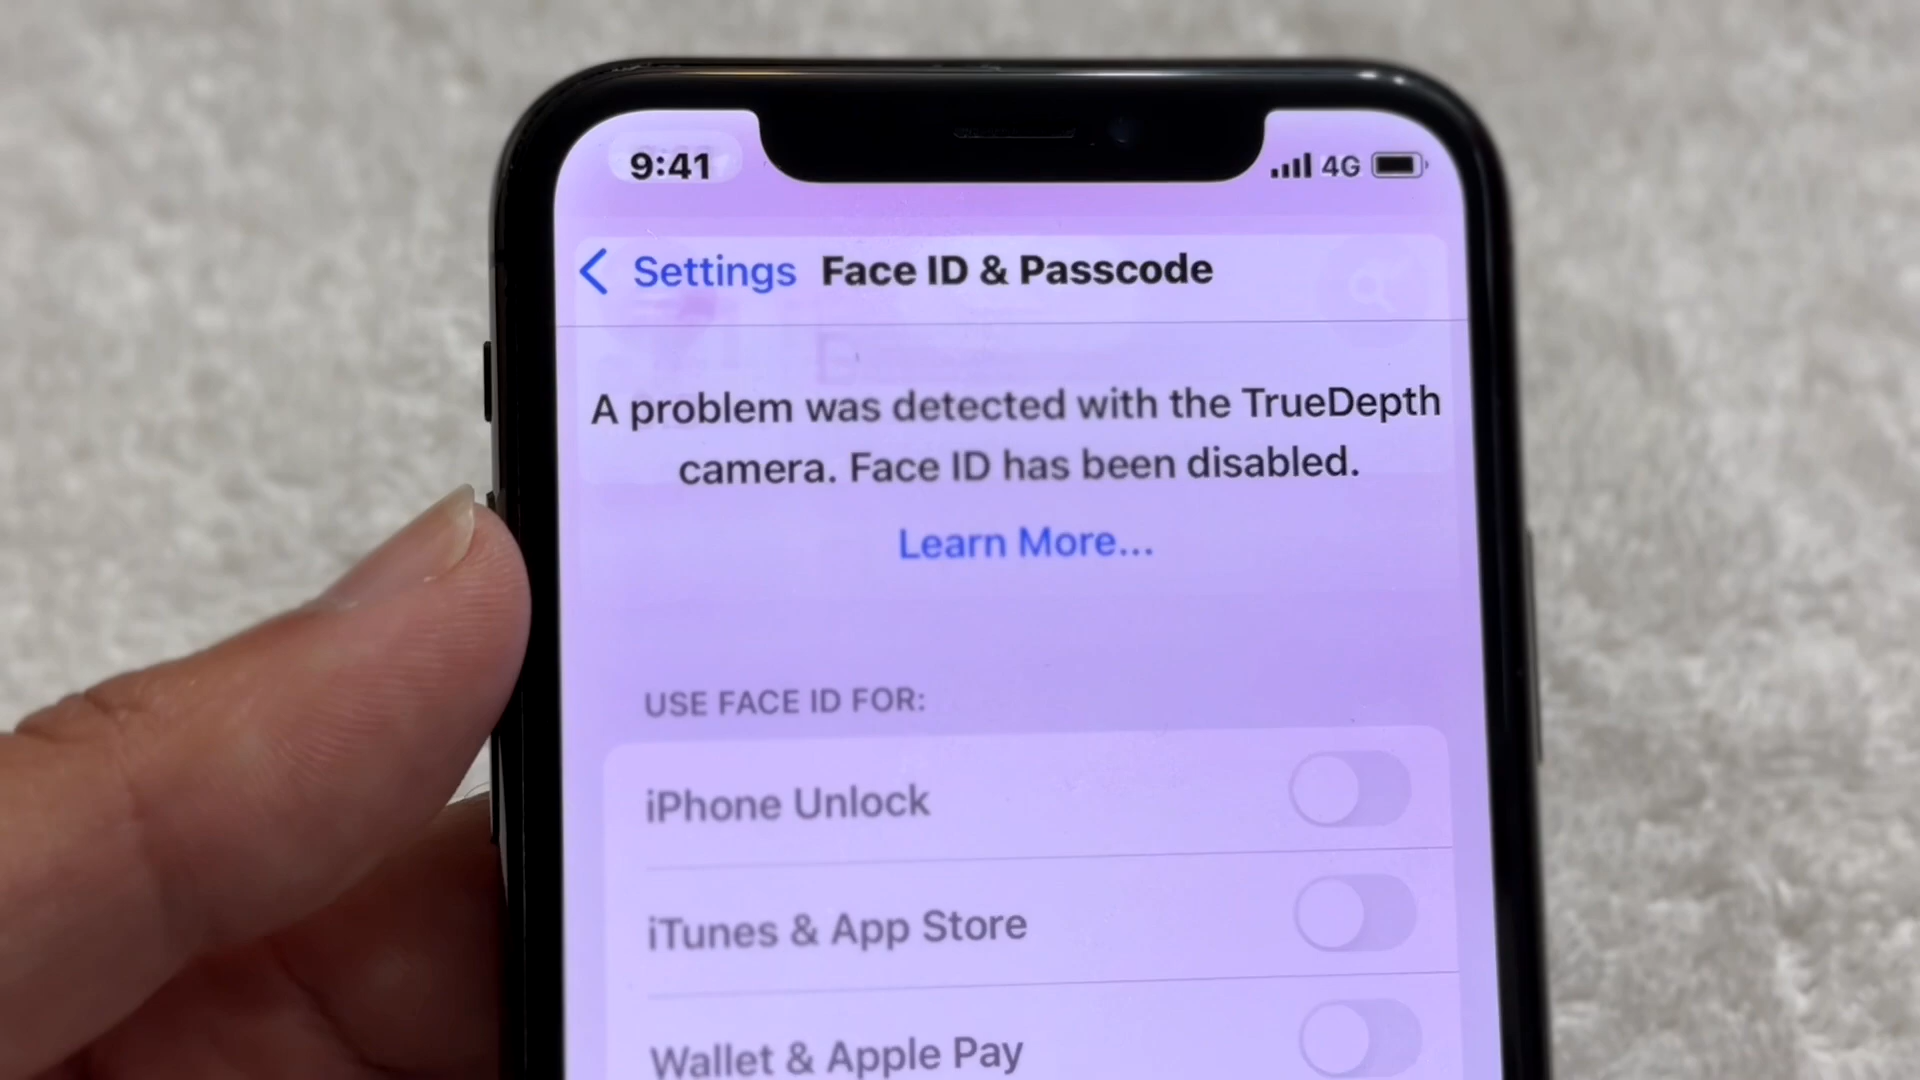 9:41 4G
Settings Face ID & Passcode
A problem was detected with the TrueDepth
camera. Face ID has been disabled.
Learn More...
USE FACE ID FOR:
iPhone Unlock
iTunes & App Store
Wallet & Apple Pay